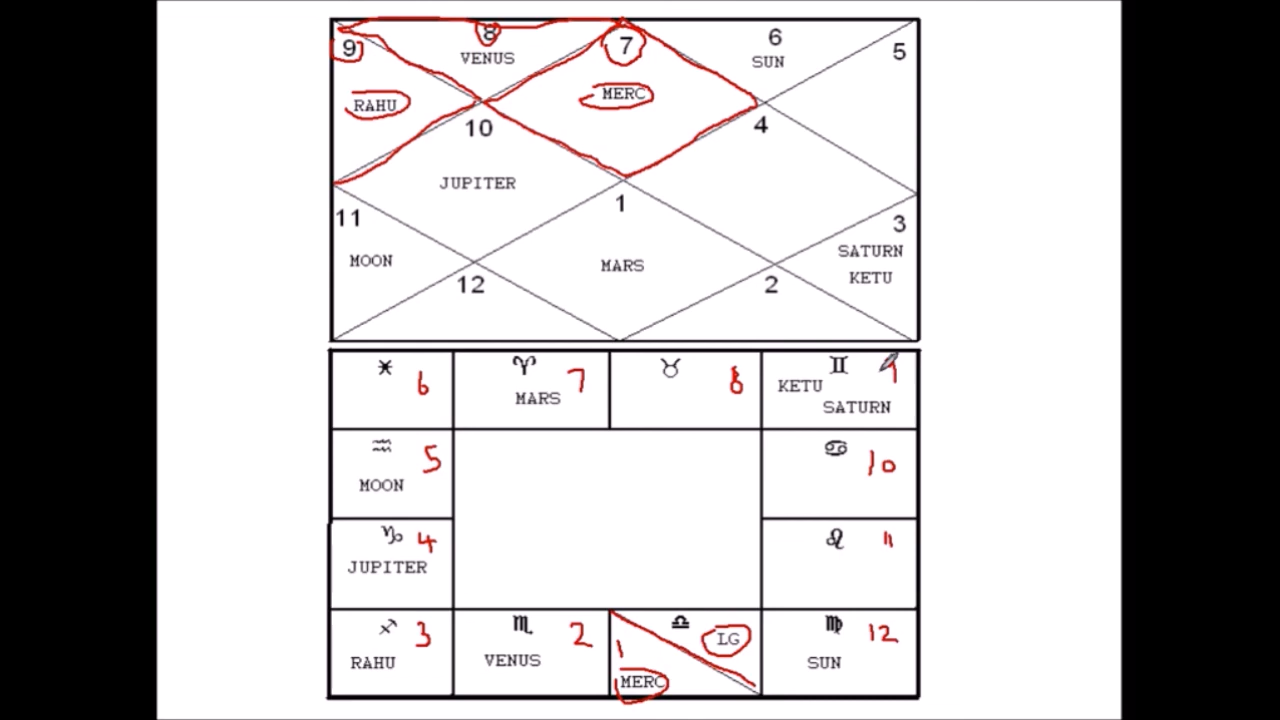 9 8 7 6 5
VENUS SUN
RAHU MERC
10 4
JUPITER
1
11 3
MOON MARS SATURN
KETU
12 2
♓ 6 ♈ 7 ♉ 8 ♊ 9
MARS KETU
SATURN
♒ 5 ♋ 10
MOON
♑ 4 ♌ 11
JUPITER
♐ 3 ♏ 2 ♎ ♍ 12
1 LG
RAHU VENUS MERC SUN